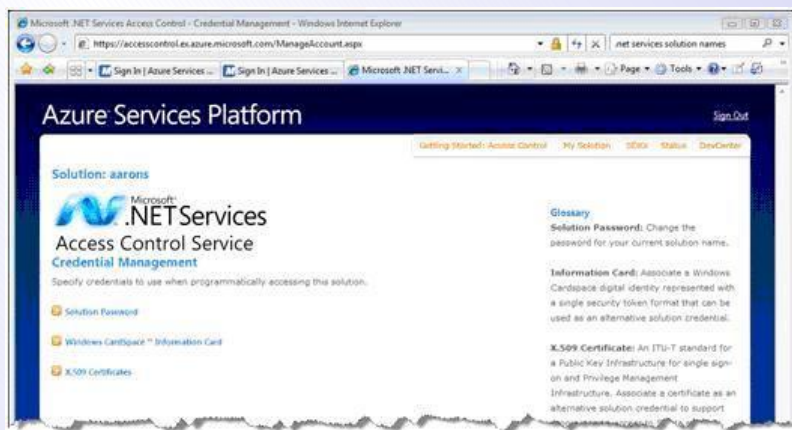 Microsoft .NET Services Access Control - Credential Management - Windows Internet Explorer
https://accesscontrol.ex.azure.microsoft.com/ManageAccount.aspx
.net services solution names
Sign In | Azure Services ...
Sign In | Azure Services ...
Microsoft .NET Servi...
Page
Tools
Azure Services Platform
Sign Out
Getting Started: Access Control
My Solution
SDKs
Status
DevCenter
Solution: aarons
Microsoft
.NET Services
Access Control Service
Credential Management
Specify credentials to use when programmatically accessing this solution.
Solution Password
Windows CardSpace ™ Information Card
X.509 Certificates
Glossary
Solution Password: Change the
password for your current solution name.
Information Card: Associate a Windows
Cardspace digital identity represented with
a single security token format that can be
used as an alternative solution credential.
X.509 Certificate: An ITU-T standard for
a Public Key Infrastructure for single sign-
on and Privilege Management
Infrastructure. Associate a certificate as an
alternative solution credential to support